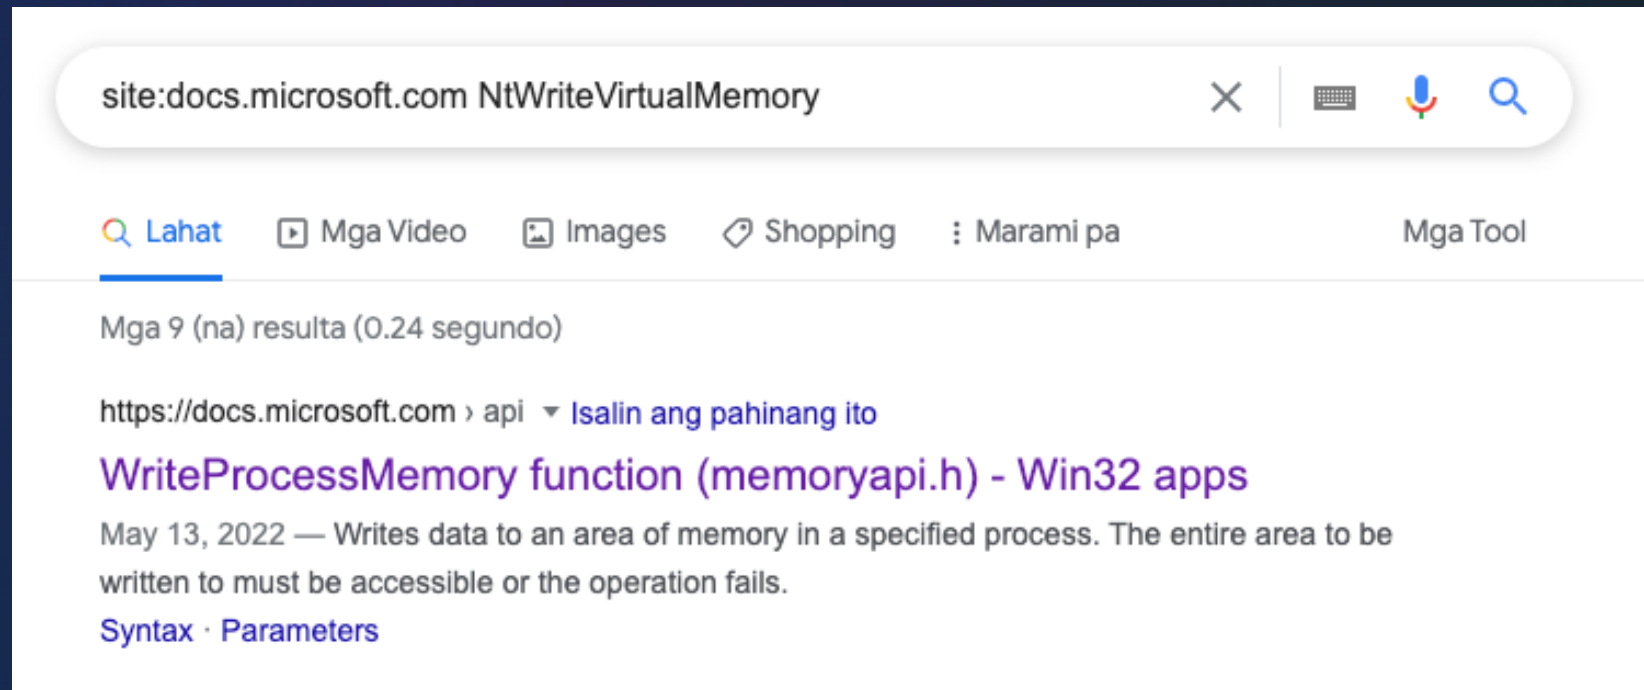 site:docs.microsoft.com NtWriteVirtualMemory
Lahat Mga Video Images Shopping Marami pa Mga Tool
Mga 9 (na) resulta (0.24 segundo)
https://docs.microsoft.com › api Isalin ang pahinang ito
WriteProcessMemory function (memoryapi.h) - Win32 apps
May 13, 2022 — Writes data to an area of memory in a specified process. The entire area to be
written to must be accessible or the operation fails.
Syntax · Parameters